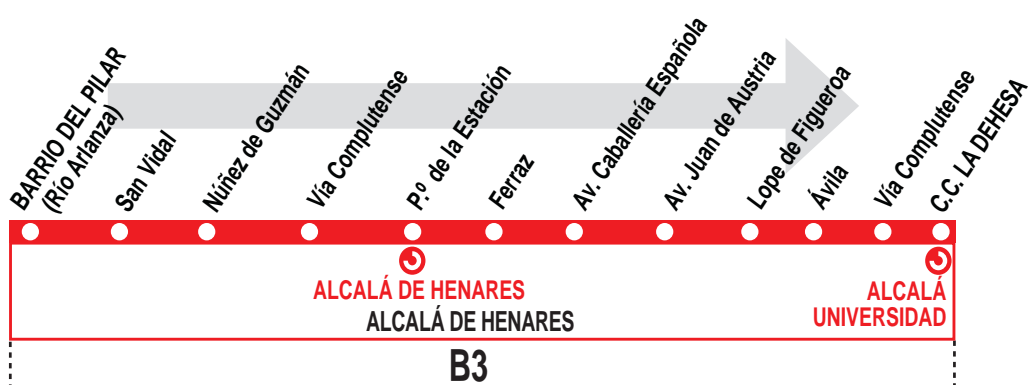 BARRIO DEL PILAR
(Río Arlanza)
San Vidal
Núñez de Guzmán
Vía Complutense
P.º de la Estación
Ferraz
Av. Caballería Española
Av. Juan de Austria
Lope de Figueroa
Ávila
Vía Complutense
C.C. LA DEHESA
ALCALÁ DE HENARES
ALCALÁ
UNIVERSIDAD
ALCALÁ DE HENARES
B3